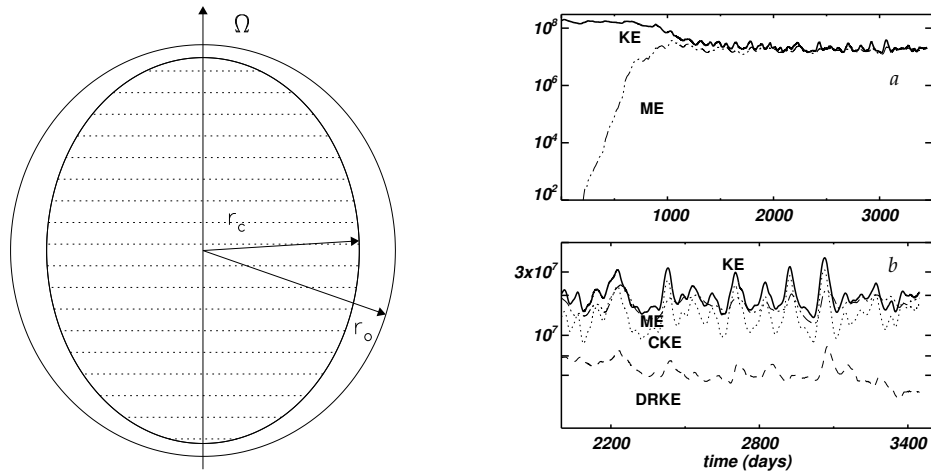 Ω
r_c
r_o
10^8
KE
a
10^6
ME
10^4
10^2
1000 2000 3000
b
3x10^7
KE
ME
10^7
CKE
DRKE
2200 2800 3400
time (days)